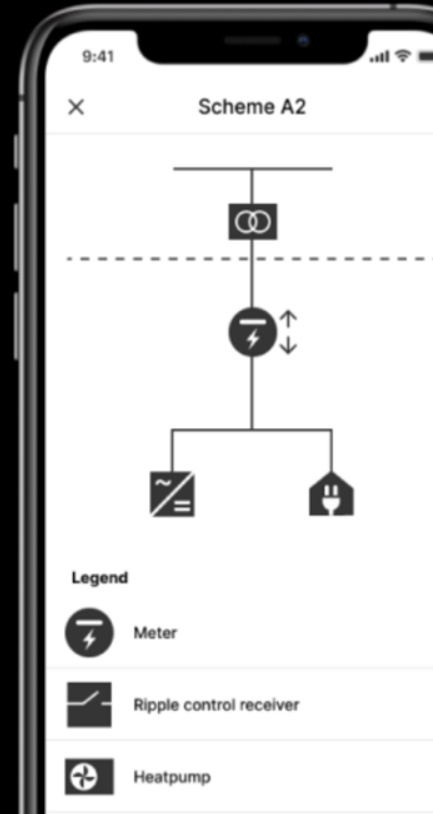 9:41
Scheme A2
Legend
Meter
Ripple control receiver
Heatpump